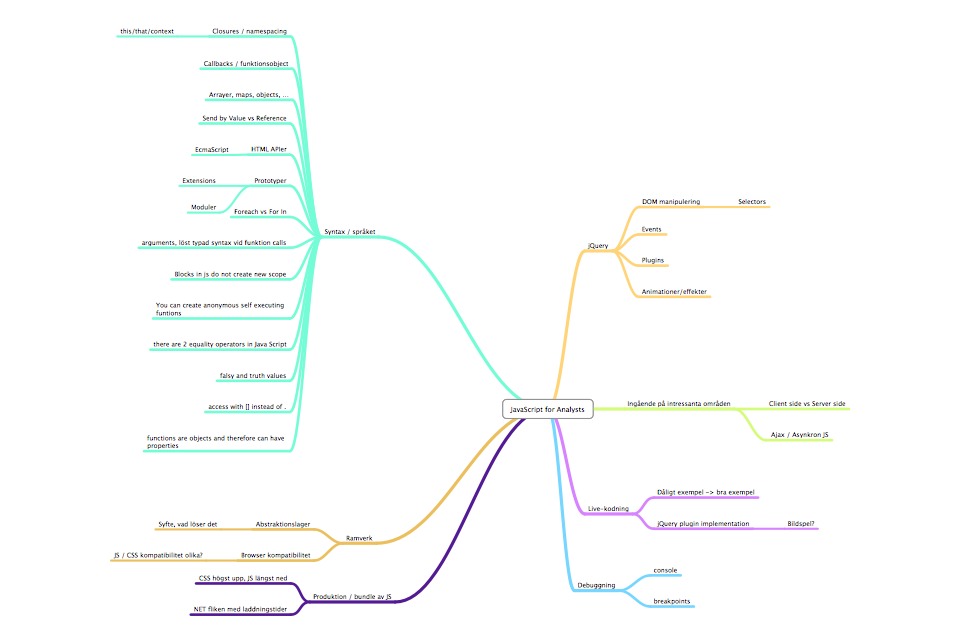 this/that/context
Closures / namespacing
Callbacks / funktionsobject
Arrayer, maps, objects, ...
Send by Value vs Reference
EcmaScript
HTML APIer
Extensions
Prototyper
Moduler
Foreach vs For In
arguments, löst typad syntax vid funktion calls
Blocks in js do not create new scope
You can create anonymous self executing
funtions
there are 2 equality operators in Java Script
falsy and truth values
access with [] instead of .
functions are objects and therefore can have
properties
Syntax / språket
Syfte, vad löser det
Abstraktionslager
JS / CSS kompatibilitet olika?
Browser kompatibilitet
Ramverk
CSS högst upp, JS längst ned
NET fliken med laddningstider
Produktion / bundle av JS
JavaScript for Analysts
jQuery
DOM manipulering
Selectors
Events
Plugins
Animationer/effekter
Ingående på intressanta områden
Client side vs Server side
Ajax / Asynkron JS
Live-kodning
Dåligt exempel -> bra exempel
jQuery plugin implementation
Bildspel?
Debuggning
console
breakpoints